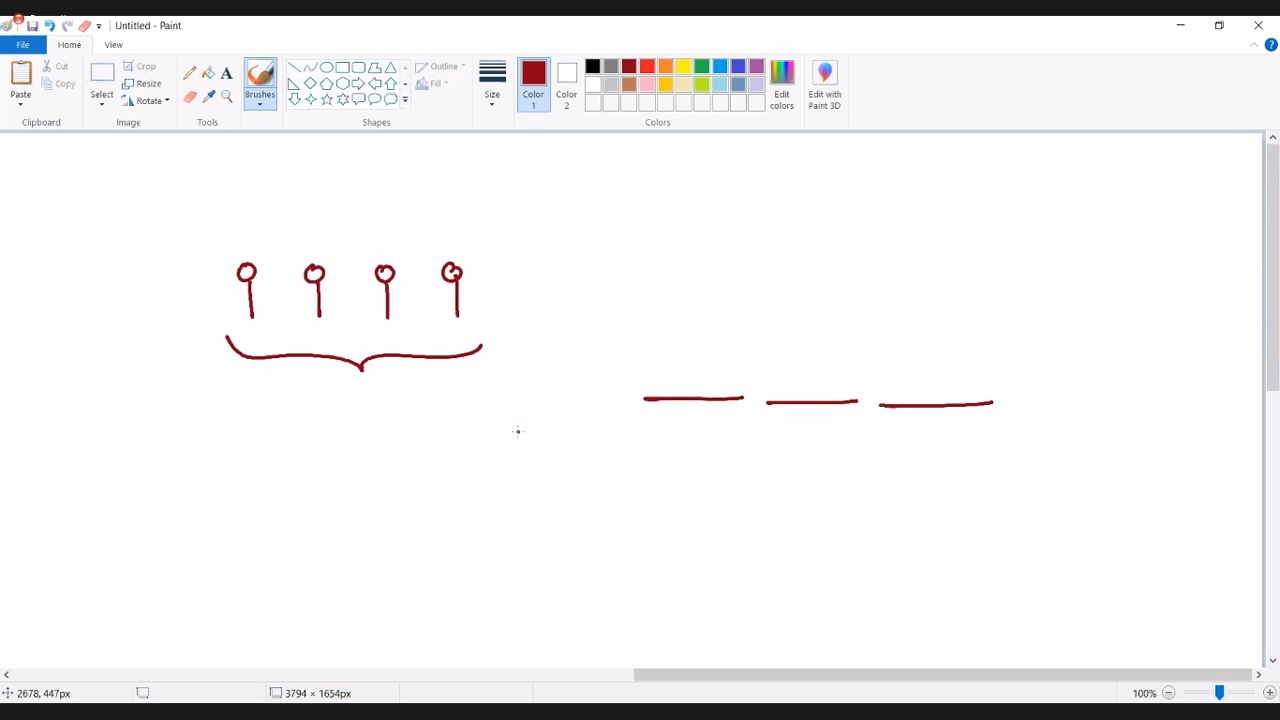 Untitled - Paint
File Home View
Paste Cut Copy Clipboard
Select Crop Resize Rotate Image
Tools
Brushes
Shapes Outline Fill
Size
Color 1
Color 2
Edit colors
Colors
Edit with Paint 3D
2678, 447px
3794 × 1654px
100%